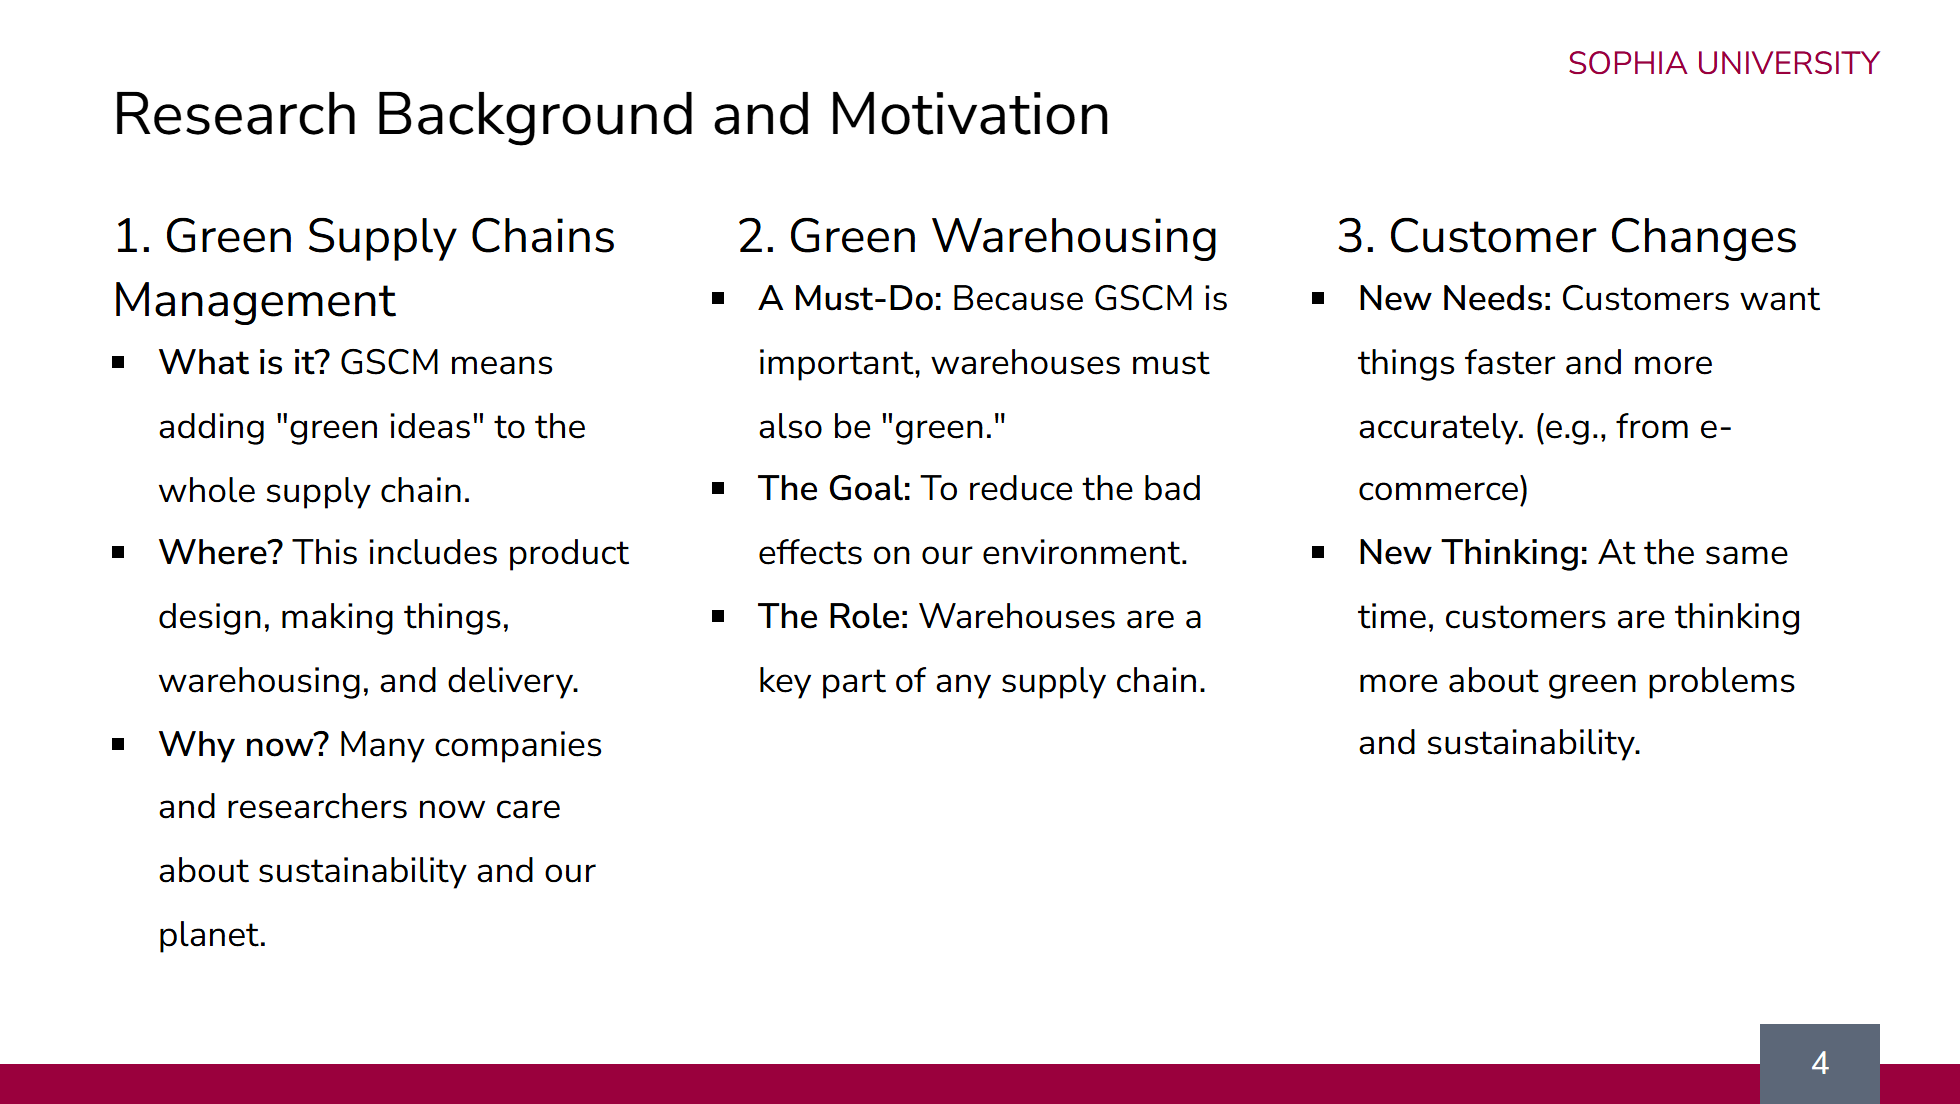 SOPHIA UNIVERSITY
Research Background and Motivation
1. Green Supply Chains
Management
▪ What is it? GSCM means
adding "green ideas" to the
whole supply chain.
▪ Where? This includes product
design, making things,
warehousing, and delivery.
▪ Why now? Many companies
and researchers now care
about sustainability and our
planet.
2. Green Warehousing
▪ A Must-Do: Because GSCM is
important, warehouses must
also be "green."
▪ The Goal: To reduce the bad
effects on our environment.
▪ The Role: Warehouses are a
key part of any supply chain.
3. Customer Changes
▪ New Needs: Customers want
things faster and more
accurately. (e.g., from e-
commerce)
▪ New Thinking: At the same
time, customers are thinking
more about green problems
and sustainability.
4